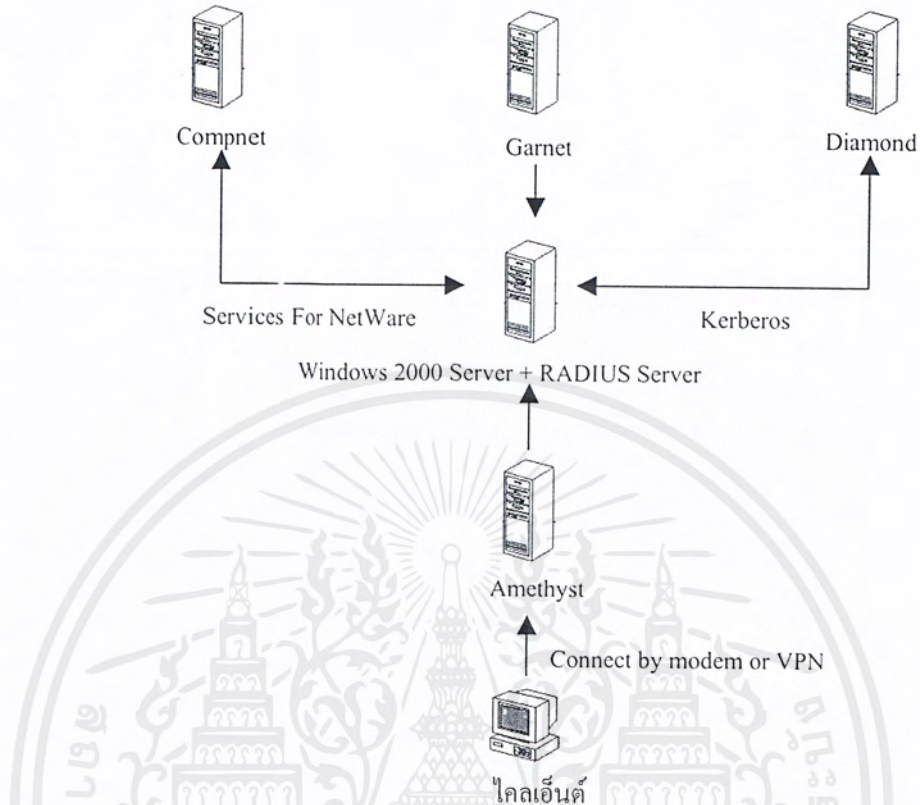 Compnet
Garnet
Diamond
Services For NetWare
Kerberos
Windows 2000 Server + RADIUS Server
Amethyst
Connect by modem or VPN
ไคลเอ็นต์